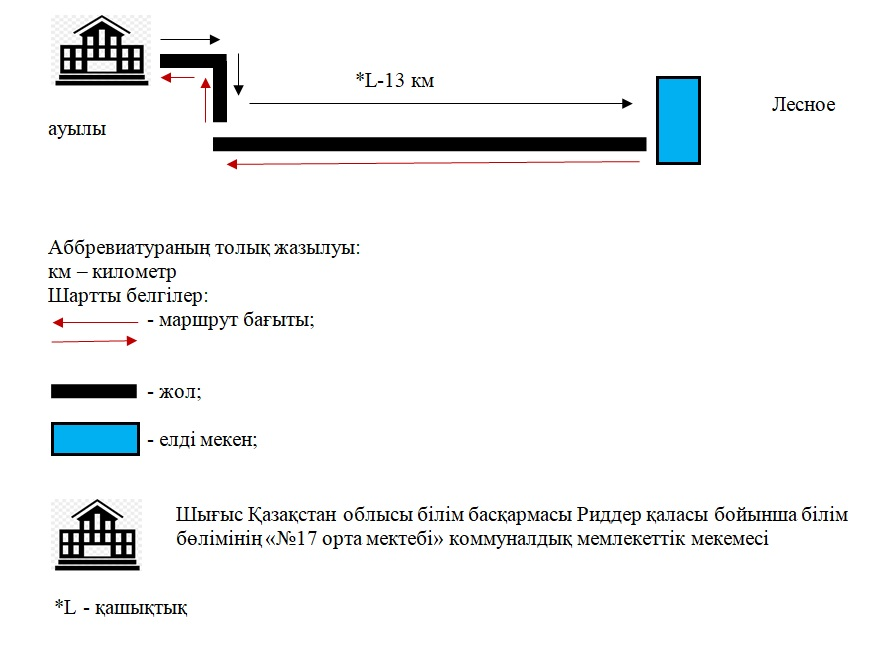 *L-13 км
Лесное
ауылы
Аббревиатураның толық жазылуы:
км – километр
Шартты белгілер:
- маршрут бағыты;
- жол;
- елді мекен;
Шығыс Қазақстан облысы білім басқармасы Риддер қаласы бойынша білім
бөлімінің «№17 орта мектебі» коммуналдық мемлекеттік мекемесі
*L - қашықтық